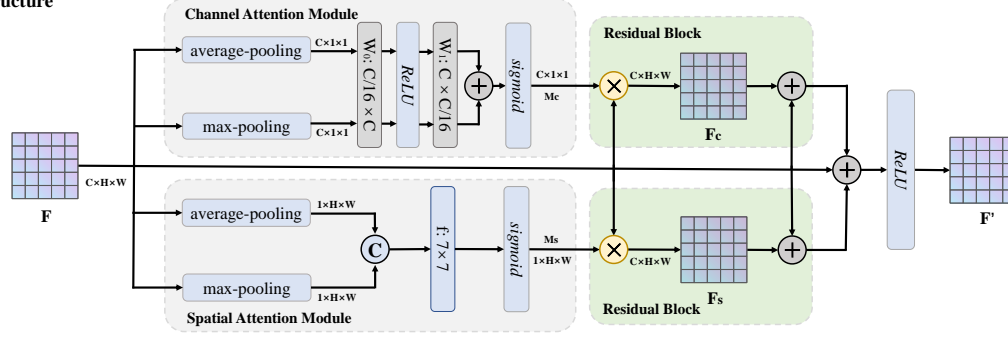 ucture
Channel Attention Module
average-pooling
C×1×1
W₀: C/16 × C
ReLU
W₁: C × C/16
sigmoid
C×1×1
Mc
max-pooling
C×1×1
Residual Block
C×H×W
Fc
F
C×H×W
ReLU
F'
average-pooling
1×H×W
C
f: 7×7
sigmoid
Ms
1×H×W
max-pooling
1×H×W
Spatial Attention Module
C×H×W
Fs
Residual Block